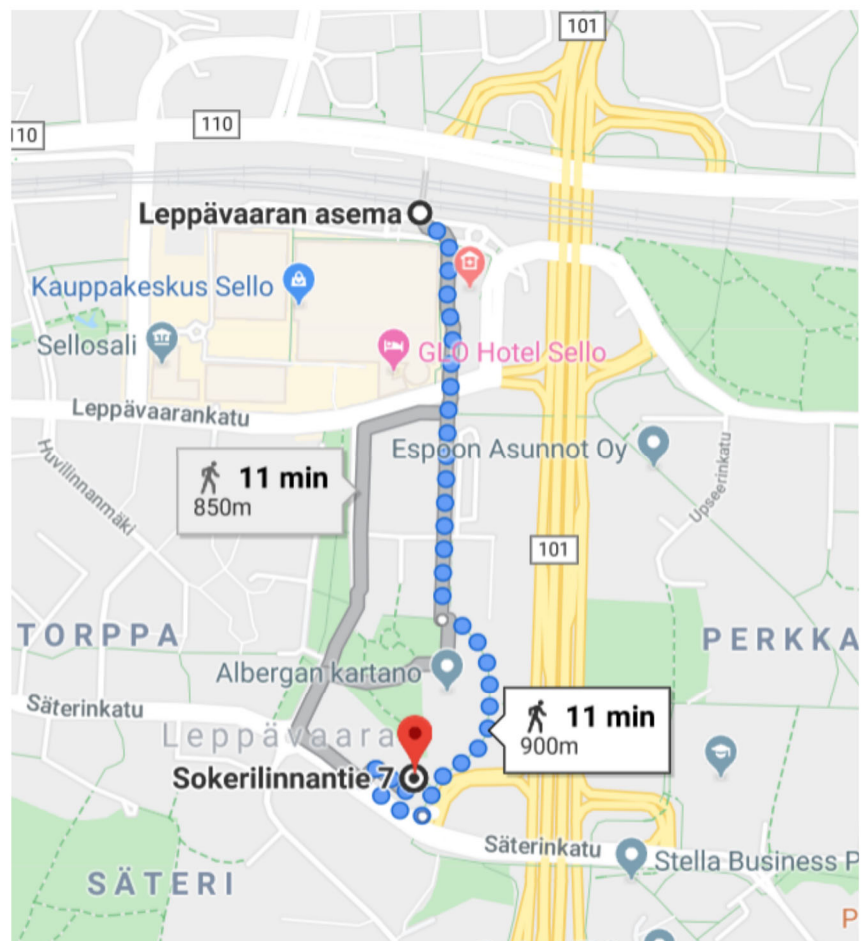 101
110
110
Leppävaaran asema
Kauppakeskus Sello
Sellosali
GLO Hotel Sello
Leppävaarankatu
Huvilinnanmäki
Espoon Asunnot Oy
Upseerinkatu
11 min
850m
101
TORPPA
PERKKA
Albergan kartano
Säterinkatu
Leppävaara
11 min
900m
Sokerilinnantie 7
Säterinkatu
Stella Business P
SÄTERI
P